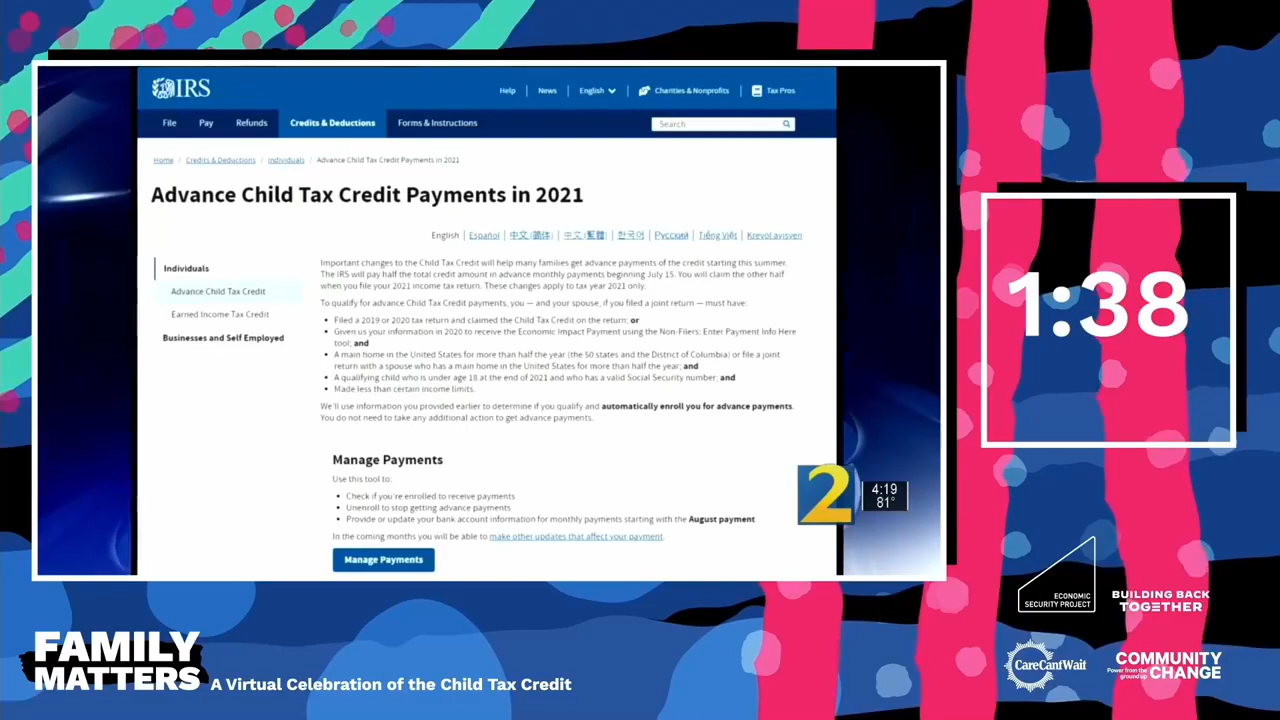 IRS
Help | News | English | Charities & Nonprofits | Tax Pros
File Pay Refunds Credits & Deductions Forms & Instructions Search
Home / Credits & Deductions / Individuals / Advance Child Tax Credit Payments in 2021
Advance Child Tax Credit Payments in 2021
English | Español | 中文 (简体) | 中文 (繁體) | 한국어 | Русский | Tiếng Việt | Kreyol ayisyen
Individuals
Advance Child Tax Credit
Earned Income Tax Credit
Businesses and Self Employed
Important changes to the Child Tax Credit will help many families get advance payments of the credit starting this summer.
The IRS will pay half the total credit amount in advance monthly payments beginning July 15. You will claim the other half
when you file your 2021 income tax return. These changes apply to tax year 2021 only.
To qualify for advance Child Tax Credit payments, you — and your spouse, if you filed a joint return — must have:
• Filed a 2019 or 2020 tax return and claimed the Child Tax Credit on the return; or
• Given us your information in 2020 to receive the Economic Impact Payment using the Non-Filers: Enter Payment Info Here
tool; and
• A main home in the United States for more than half the year (the 50 states and the District of Columbia) or file a joint
return with a spouse who has a main home in the United States for more than half the year; and
• A qualifying child who is under age 18 at the end of 2021 and who has a valid Social Security number; and
• Made less than certain income limits.
We'll use information you provided earlier to determine if you qualify and automatically enroll you for advance payments.
You do not need to take any additional action to get advance payments.
Manage Payments
Use this tool to:
• Check if you're enrolled to receive payments
• Unenroll to stop getting advance payments
• Provide or update your bank account information for monthly payments starting with the August payment
In the coming months you will be able to make other updates that affect your payment.
Manage Payments
2
4:19
81°
1:38
ECONOMIC
SECURITY PROJECT
BUILDING BACK
TOGETHER
CareCantWait
COMMUNITY
Power from the
ground up
CHANGE
FAMILY
MATTERS
A Virtual Celebration of the Child Tax Credit